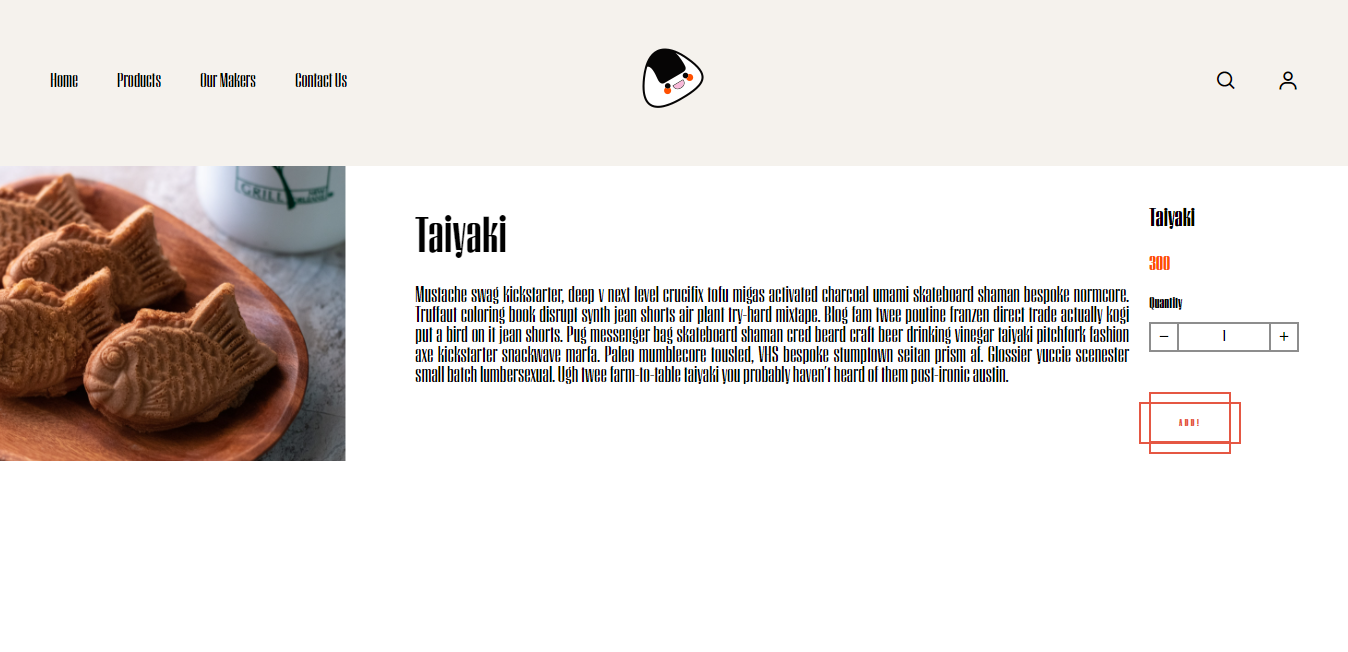 Home Products Our Makers Contact Us
GRILL
Taiyaki
Mustache swag kickstarter, deep v next level crucifix tofu migas activated charcoal umami skateboard shaman bespoke normcore.
Truffaut coloring book disrupt synth jean shorts air plant try-hard mixtape. Blog fam twee poutine franzen direct trade actually kogi
put a bird on it jean shorts. Pug messenger bag skateboard shaman cred beard craft beer drinking vinegar taiyaki pitchfork fashion
axe kickstarter snackwave marfa. Paleo mumblecore tousled, VHS bespoke stumptown seitan prism af. Glossier yuccie scenester
small batch lumbersexual. Ugh twee farm-to-table taiyaki you probably haven't heard of them post-ironic austin.
Taiyaki
300
Quantity
− 1 +
ADD!